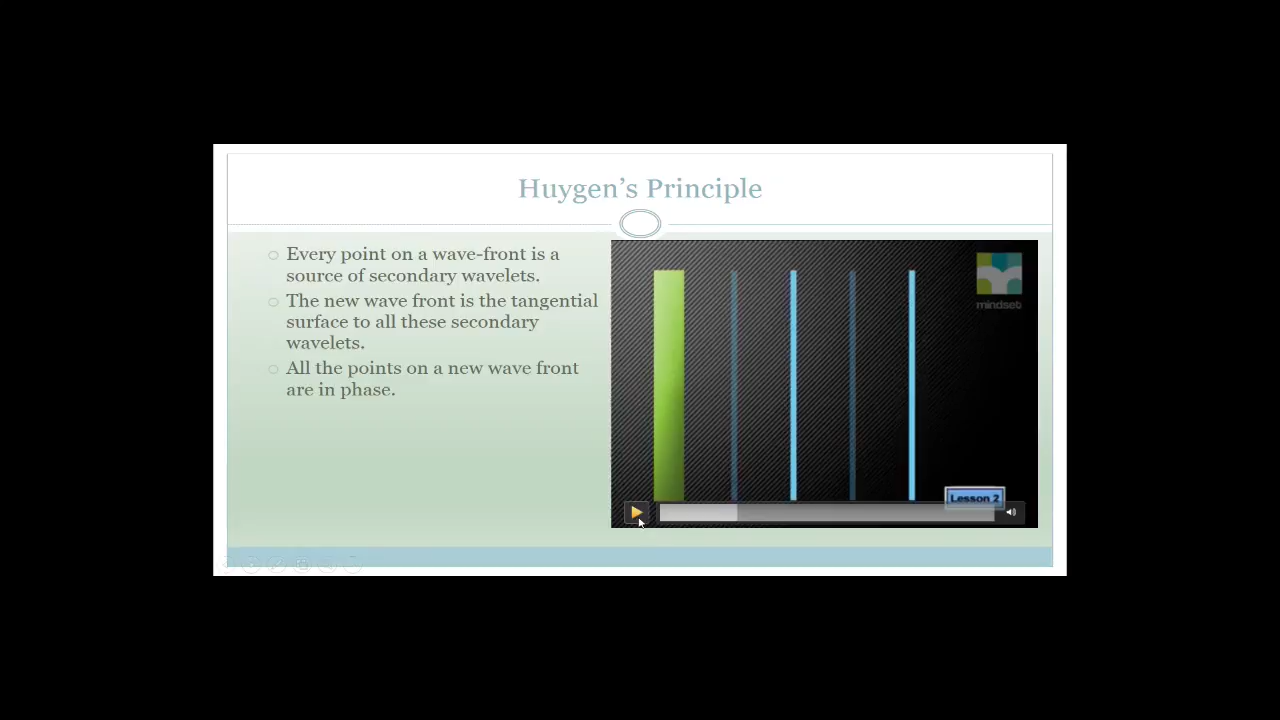 Huygen's Principle
Every point on a wave-front is a
source of secondary wavelets.
The new wave front is the tangential
surface to all these secondary
wavelets.
All the points on a new wave front
are in phase.
mindset
Lesson 2